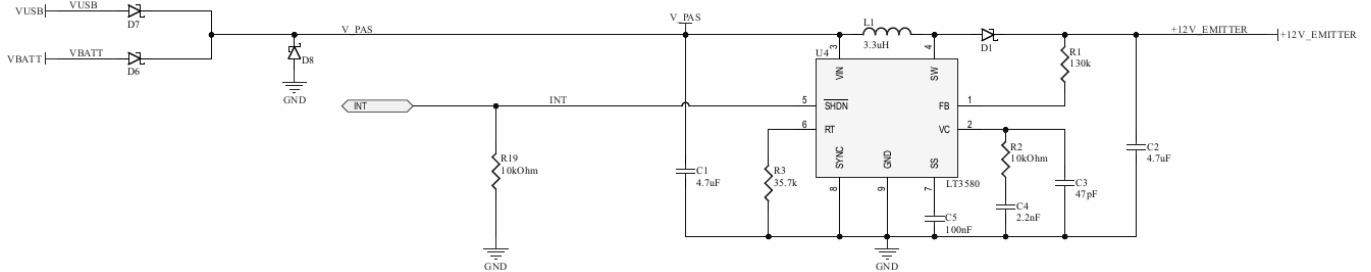 VUSB
VUSB
D7
VBATT
VBATT
D6
D8
GND
V_PAS
V_PAS
INT
INT
R19
10kOhm
GND
C1
4.7uF
R3
35.7k
U4
L1
3.3uH
D1
3
4
VIN
SW
5
SHDN
6
RT
FB
1
VC
2
SYNC
GND
SS
8
9
7
LT3580
C5
100nF
GND
R2
10kOhm
C4
2.2nF
C3
47pF
R1
130k
C2
4.7uF
+12V_EMITTER
+12V_EMITTER